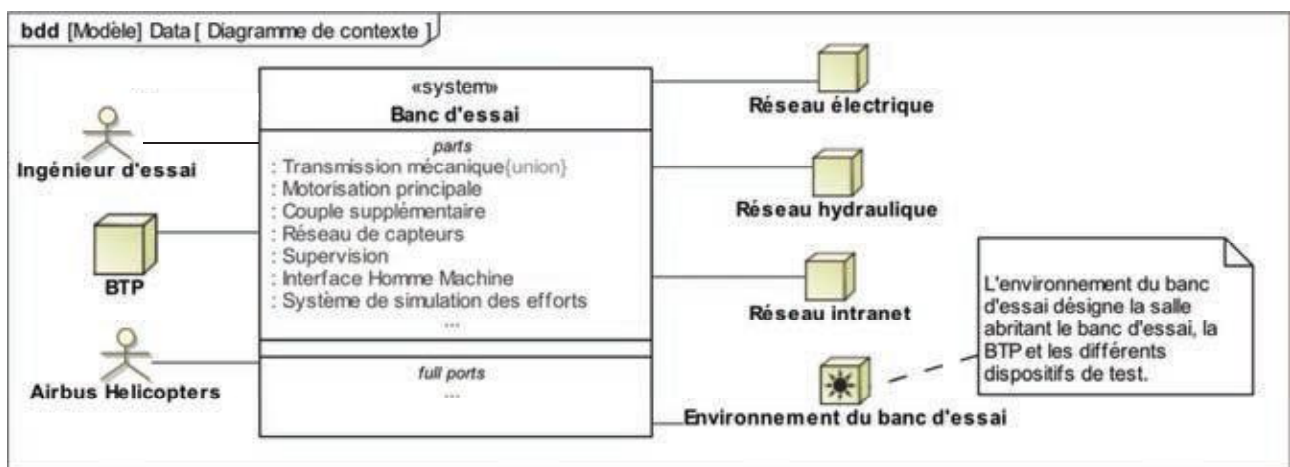 bdd [Modèle] Data [ Diagramme de contexte ]
Ingénieur d'essai
BTP
Airbus Helicopters
«system»
Banc d'essai
parts
: Transmission mécanique{union}
: Motorisation principale
: Couple supplémentaire
: Réseau de capteurs
: Supervision
: Interface Homme Machine
: Système de simulation des efforts
...
full ports
...
Réseau électrique
Réseau hydraulique
Réseau intranet
Environnement du banc d'essai
L'environnement du banc
d'essai désigne la salle
abritant le banc d'essai, la
BTP et les différents
dispositifs de test.